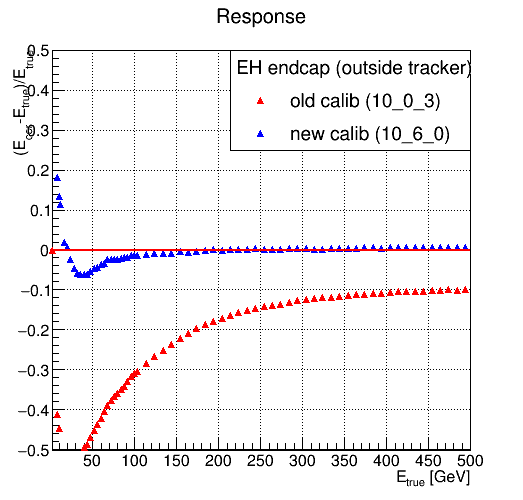 Response
(E_cor-E_true)/E_true
EH endcap (outside tracker)
old calib (10_0_3)
new calib (10_6_0)
0.5
0.4
0.3
0.2
0.1
0
−0.1
−0.2
−0.3
−0.4
−0.5
50 100 150 200 250 300 350 400 450 500
E_true [GeV]